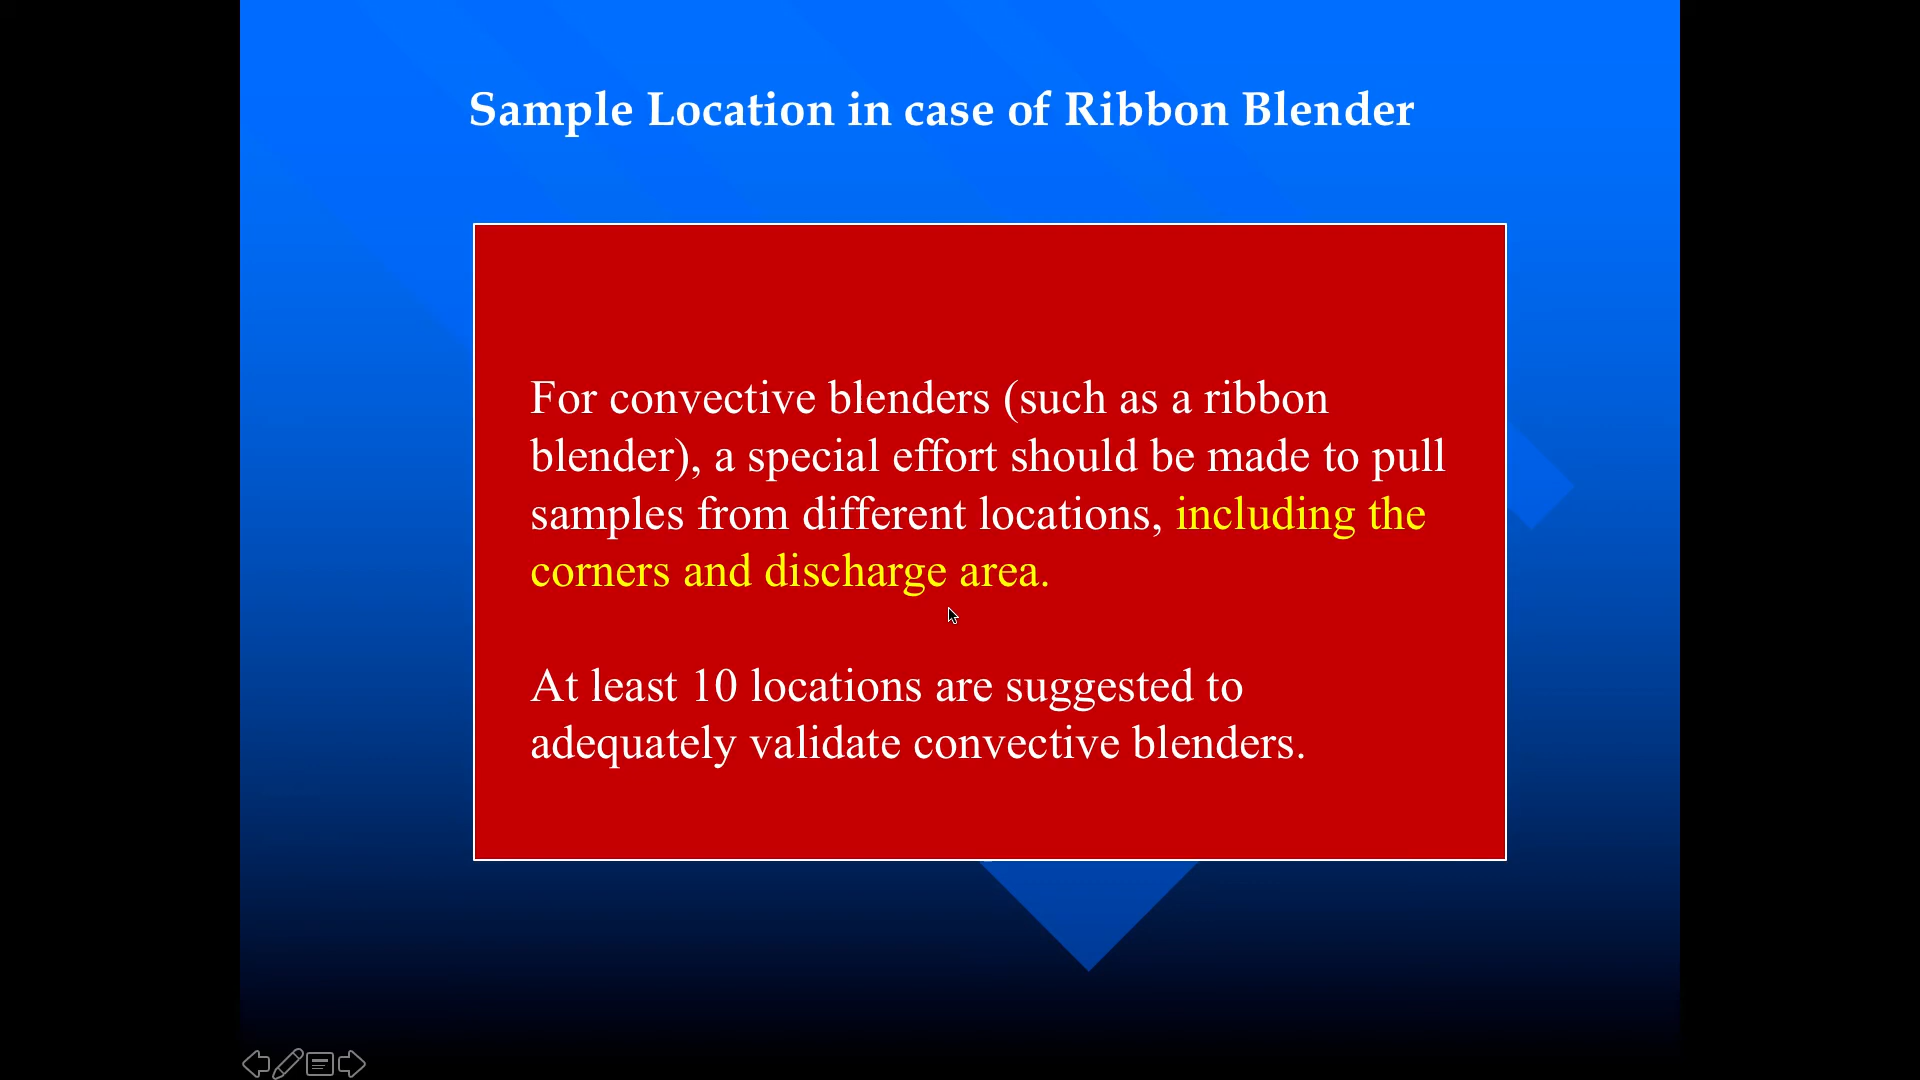 Sample Location in case of Ribbon Blender
For convective blenders (such as a ribbon
blender), a special effort should be made to pull
samples from different locations, including the
corners and discharge area.
At least 10 locations are suggested to
adequately validate convective blenders.